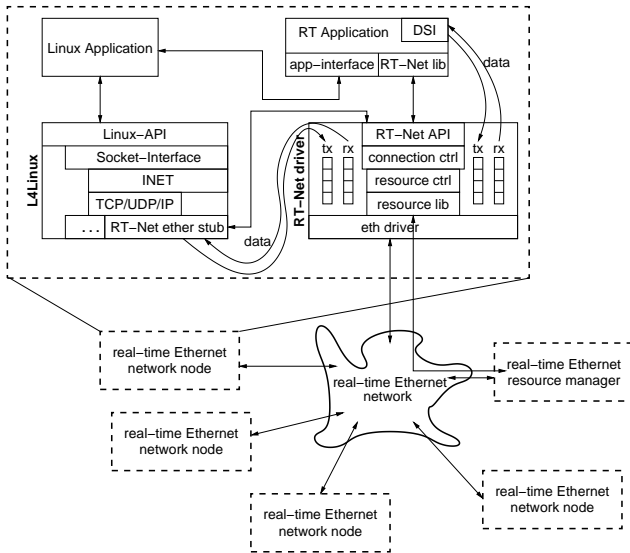 Linux Application
RT Application
DSI
app−interface
RT−Net lib
data
Linux−API
Socket−Interface
INET
TCP/UDP/IP
...
RT−Net ether stub
L4Linux
data
RT−Net driver
tx
rx
RT−Net API
connection ctrl
resource ctrl
resource lib
eth driver
tx
rx
real−time Ethernet
network node
real−time Ethernet
network
real−time Ethernet
resource manager
real−time Ethernet
network node
real−time Ethernet
network node
real−time Ethernet
network node